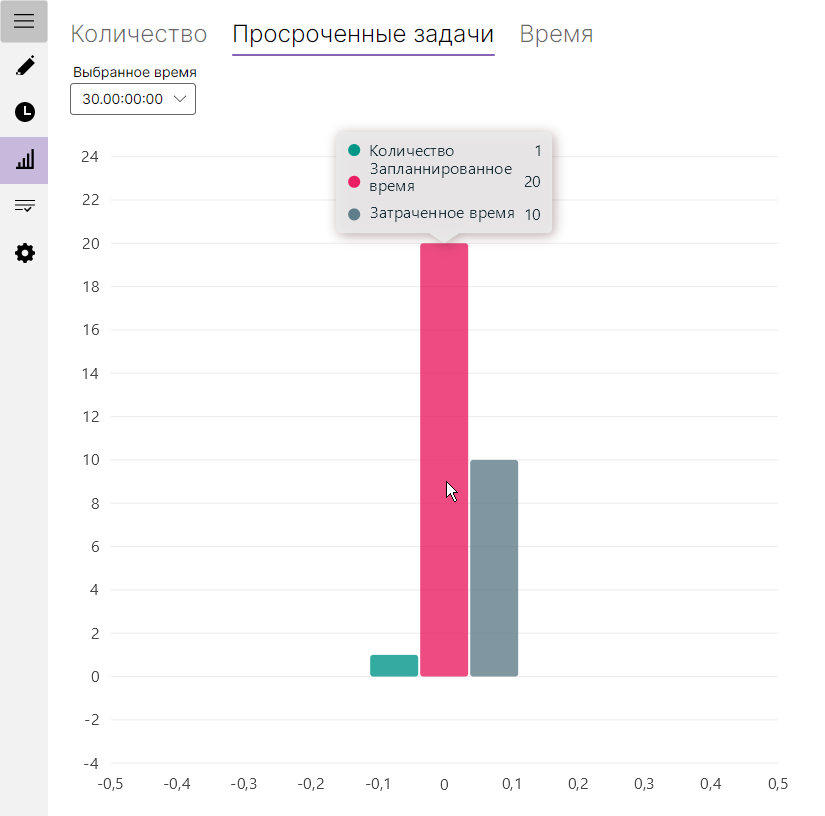 Количество Просроченные задачи Время
Выбранное время
30.00:00:00
Количество 1
Запланнированное
время 20
Затраченное время 10
24
22
20
18
16
14
12
10
8
6
4
2
0
-2
-4
-0,5 -0,4 -0,3 -0,2 -0,1 0 0,1 0,2 0,3 0,4 0,5